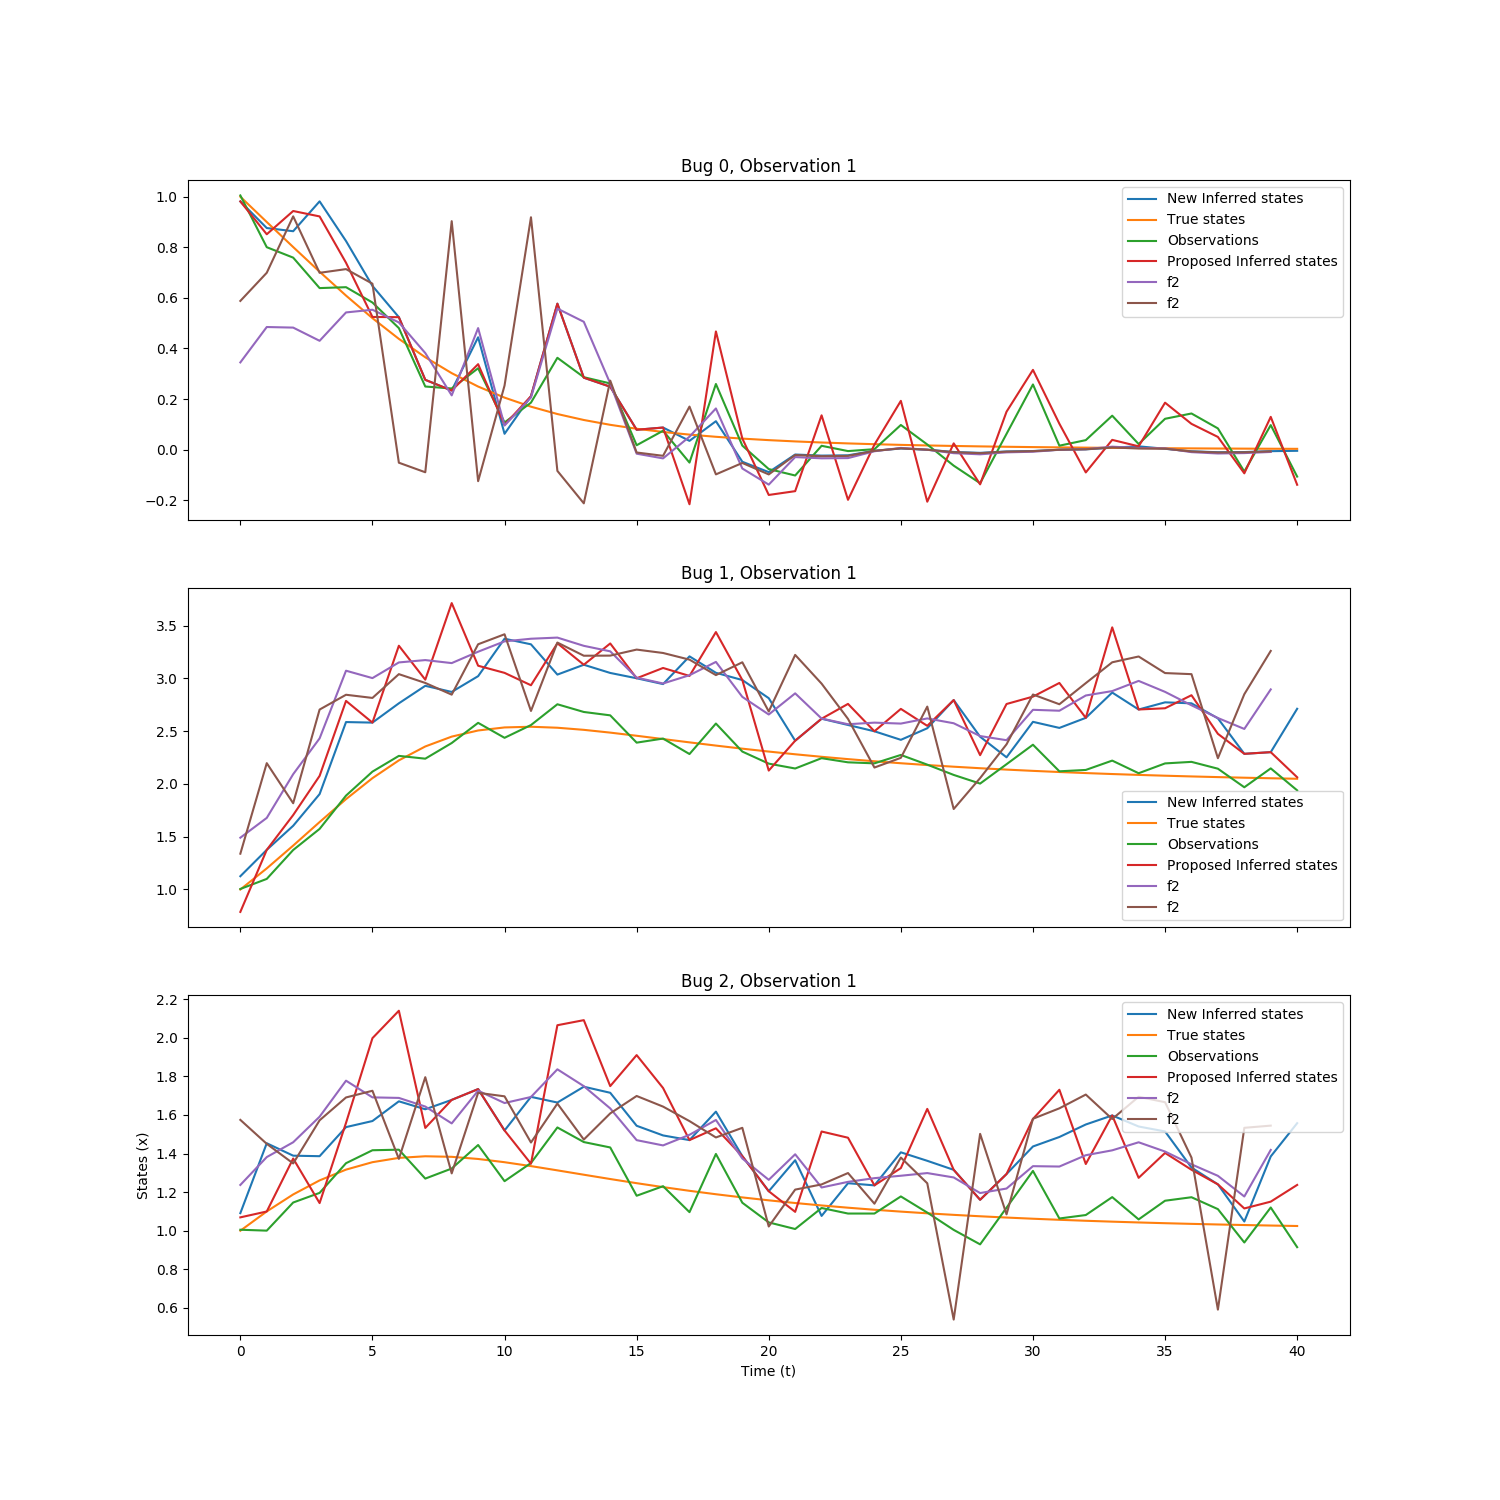 Bug 0, Observation 1
1.0
0.8
0.6
0.4
0.2
0.0
−0.2
New Inferred states
True states
Observations
Proposed Inferred states
f2
f2
Bug 1, Observation 1
3.5
3.0
2.5
2.0
1.5
1.0
New Inferred states
True states
Observations
Proposed Inferred states
f2
f2
Bug 2, Observation 1
2.2
2.0
1.8
1.6
1.4
1.2
1.0
0.8
0.6
States (x)
New Inferred states
True states
Observations
Proposed Inferred states
f2
f2
0 5 10 15 20 25 30 35 40
Time (t)